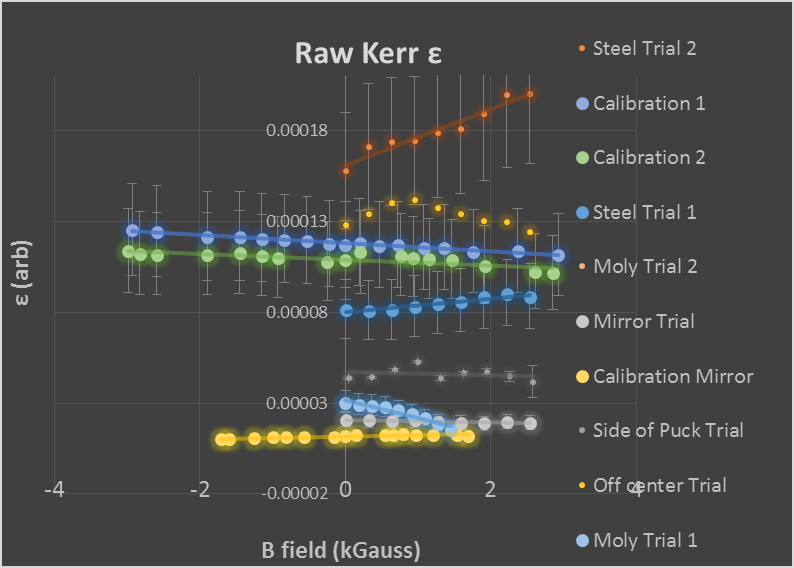 Raw Kerr ε
Steel Trial 2
Calibration 1
Calibration 2
Steel Trial 1
Moly Trial 2
Mirror Trial
Calibration Mirror
Side of Puck Trial
Off center Trial
Moly Trial 1
ε (arb)
0.00018
0.00013
0.00008
0.00003
-0.00002
-4
-2
0
2
4
B field (kGauss)